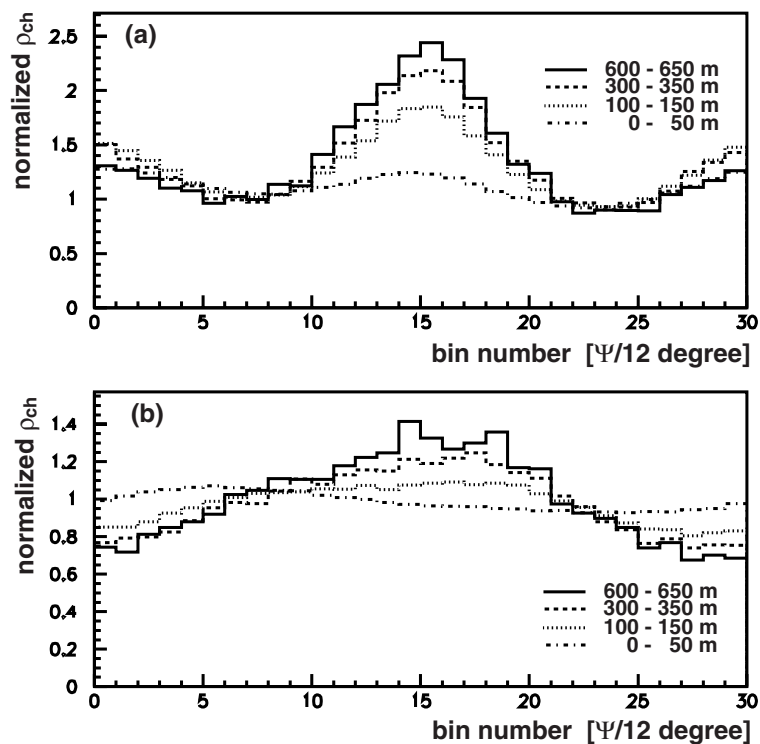 (a)
normalized ρch
2.5
2
1.5
1
0.5
0
600 - 650 m
300 - 350 m
100 - 150 m
0 - 50 m
0 5 10 15 20 25 30
bin number [Ψ/12 degree]
(b)
normalized ρch
1.4
1.2
1
0.8
0.6
0.4
0.2
0
600 - 650 m
300 - 350 m
100 - 150 m
0 - 50 m
0 5 10 15 20 25 30
bin number [Ψ/12 degree]